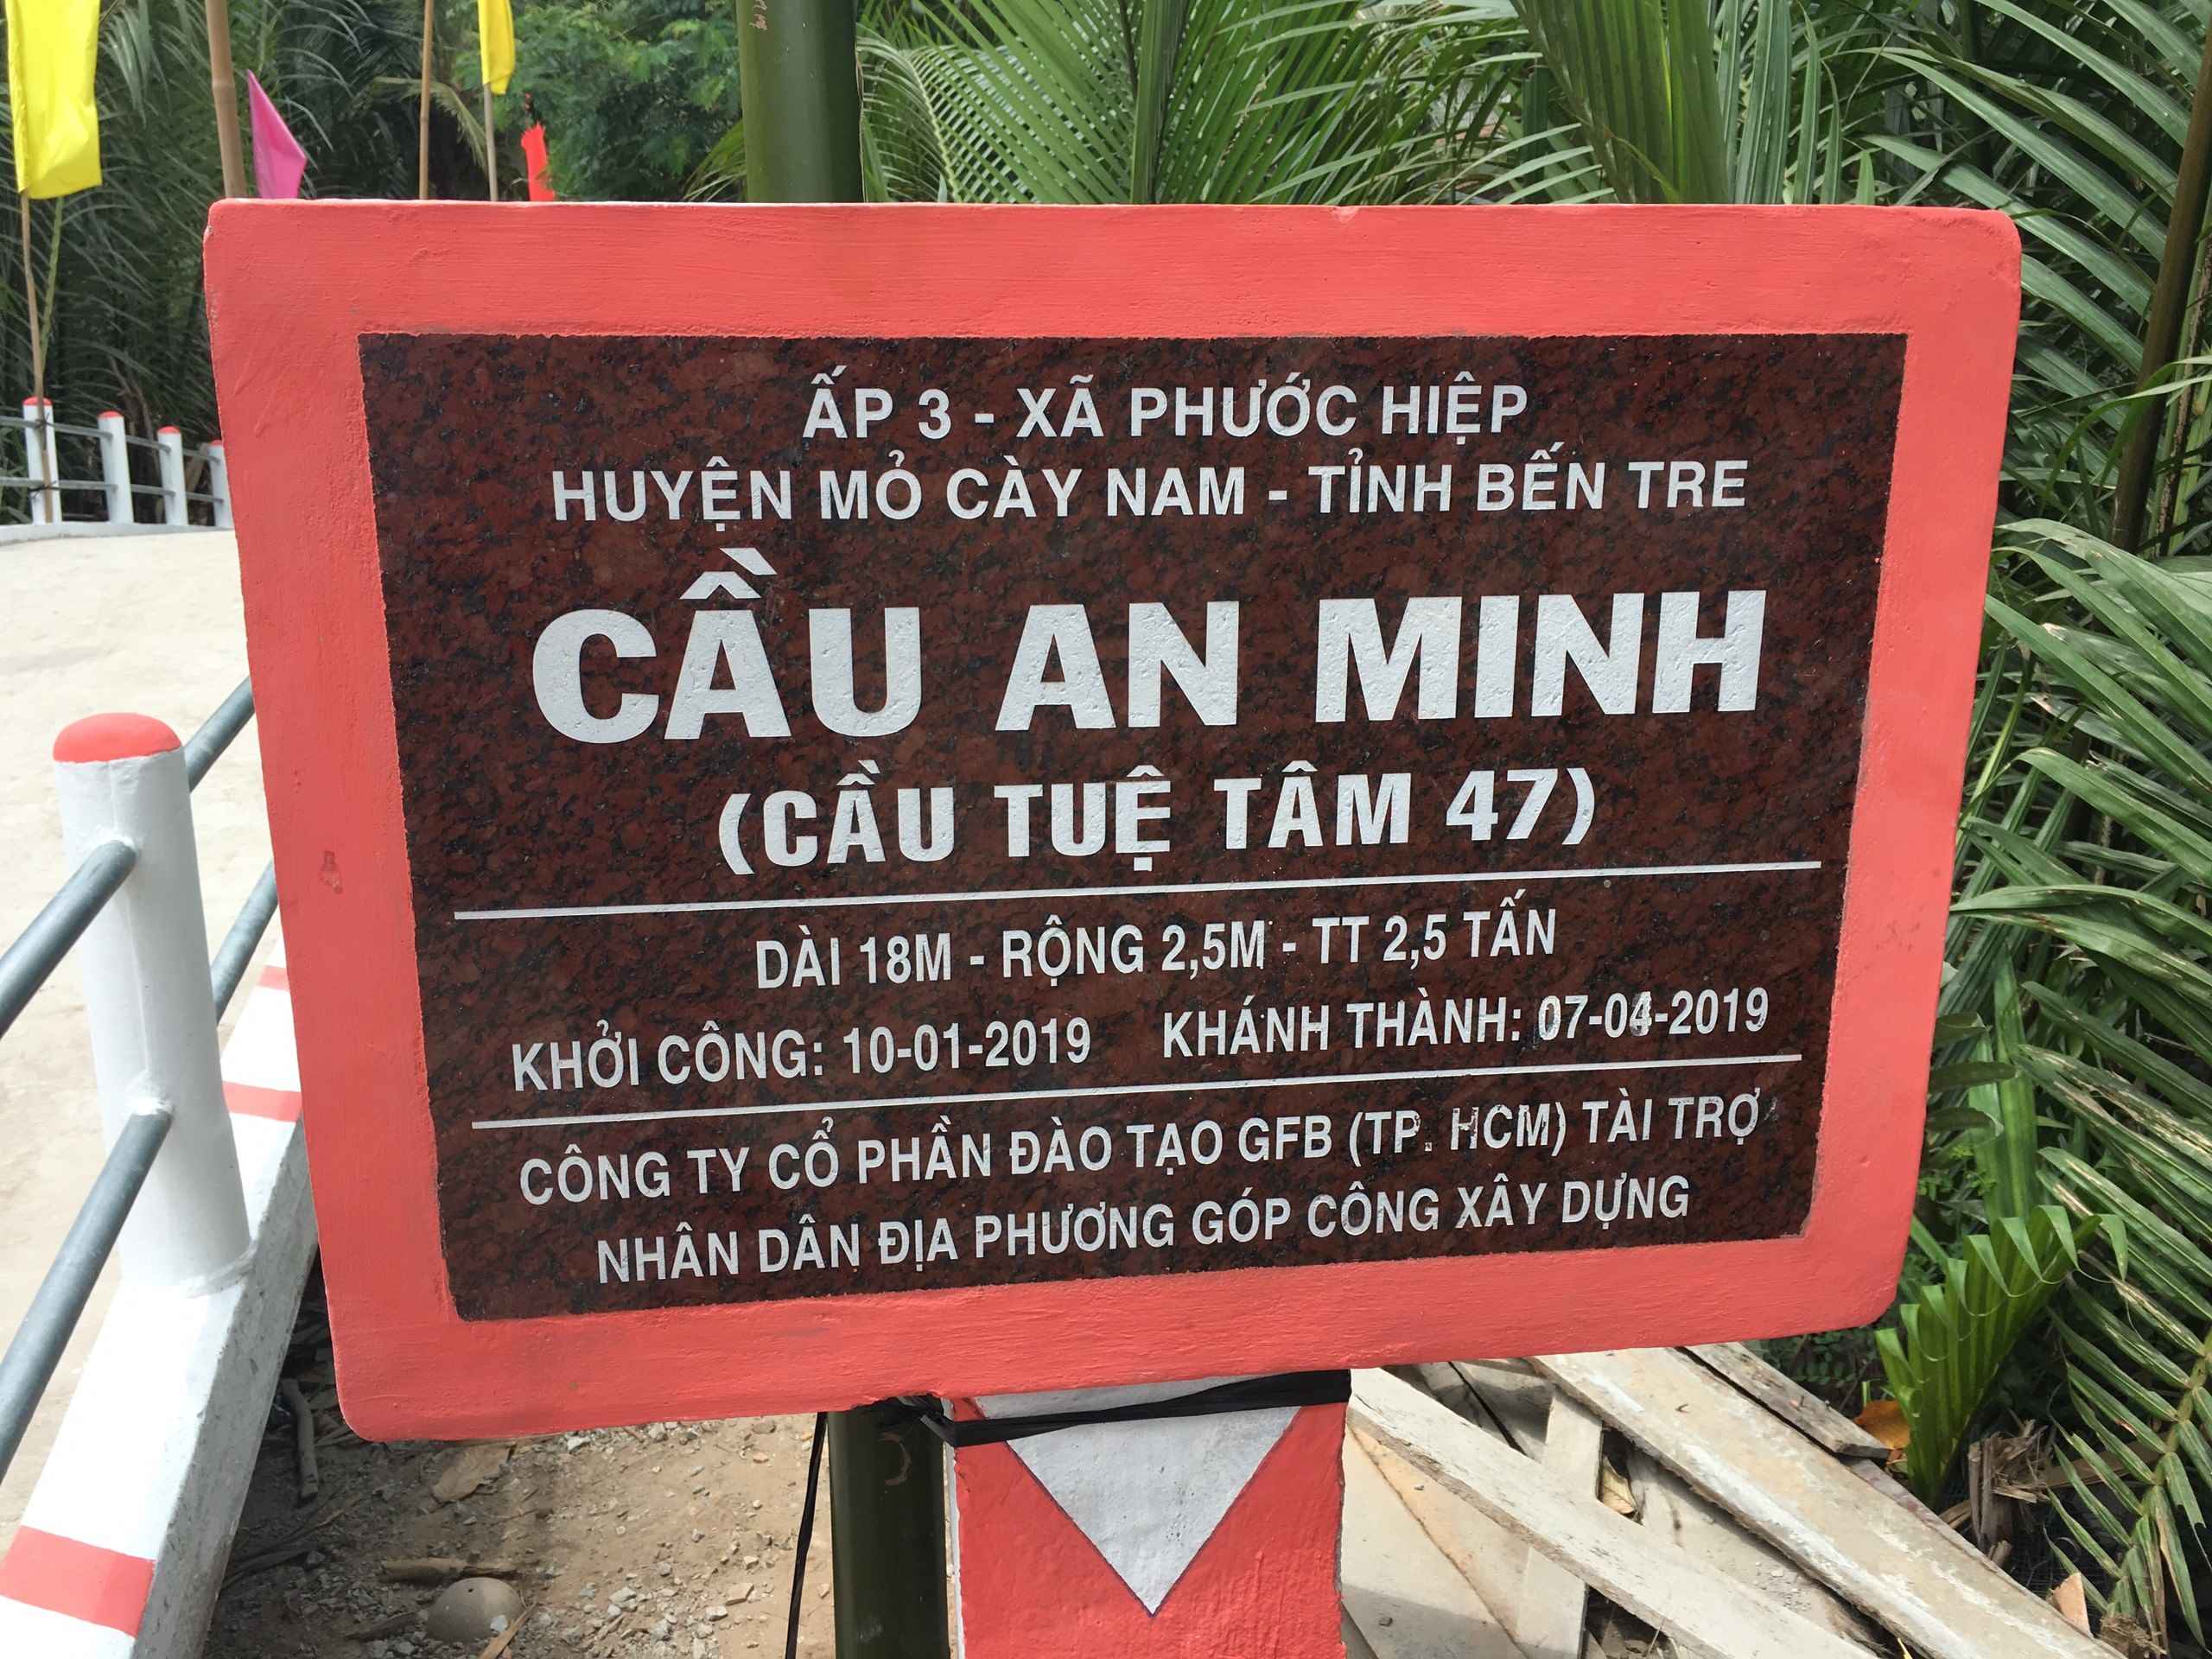 ẤP 3 - XÃ PHƯỚC HIỆP
HUYỆN MỎ CÀY NAM - TỈNH BẾN TRE
CẦU AN MINH
(CẦU TUỆ TÂM 47)
DÀI 18M - RỘNG 2,5M - TT 2,5 TẤN
KHỞI CÔNG: 10-01-2019 KHÁNH THÀNH: 07-04-2019
CÔNG TY CỔ PHẦN ĐÀO TẠO GFB (TP. HCM) TÀI TRỢ
NHÂN DÂN ĐỊA PHƯƠNG GÓP CÔNG XÂY DỰNG